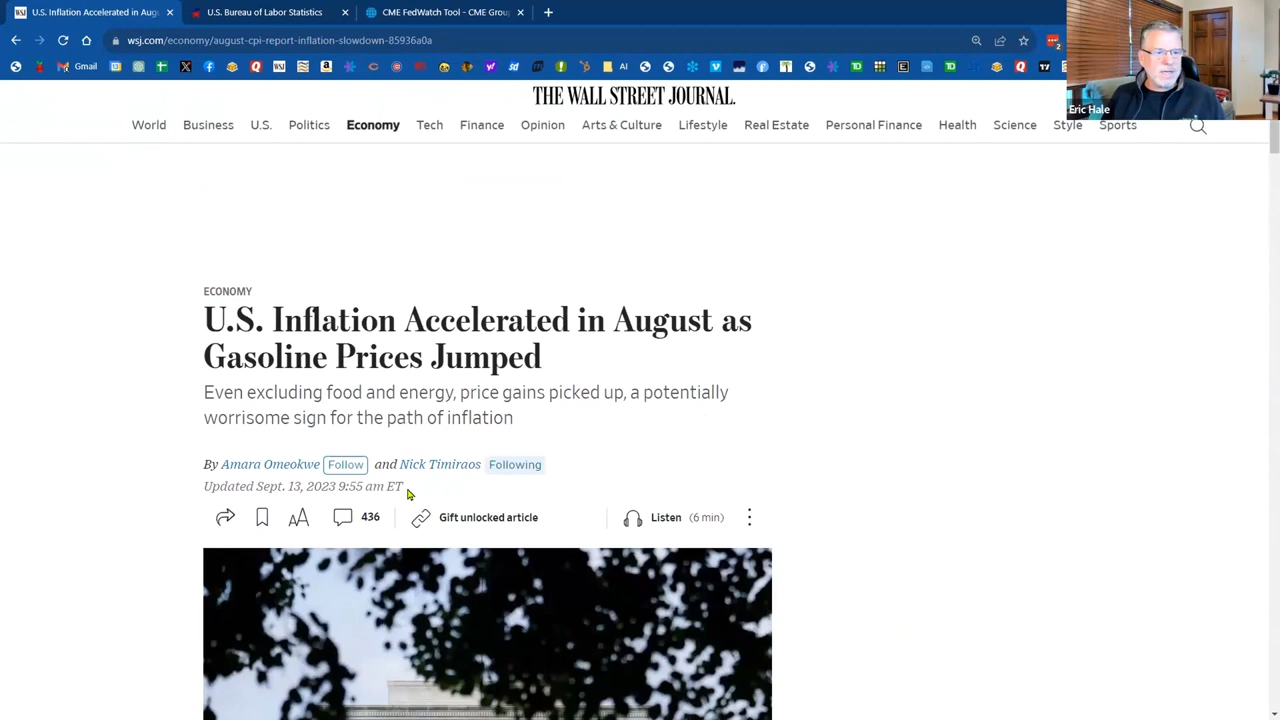 U.S. Inflation Accelerated in Augu
U.S. Bureau of Labor Statistics
CME FedWatch Tool - CME Grou
wsj.com/economy/august-cpi-report-inflation-slowdown-85936a0a
Gmail
AI
Eric Hale
THE WALL STREET JOURNAL.
World Business U.S. Politics Economy Tech Finance Opinion Arts & Culture Lifestyle Real Estate Personal Finance Health Science Style Sports
ECONOMY
U.S. Inflation Accelerated in August as
Gasoline Prices Jumped
Even excluding food and energy, price gains picked up, a potentially
worrisome sign for the path of inflation
By Amara Omeokwe Follow and Nick Timiraos Following
Updated Sept. 13, 2023 9:55 am ET
436 Gift unlocked article Listen (6 min)